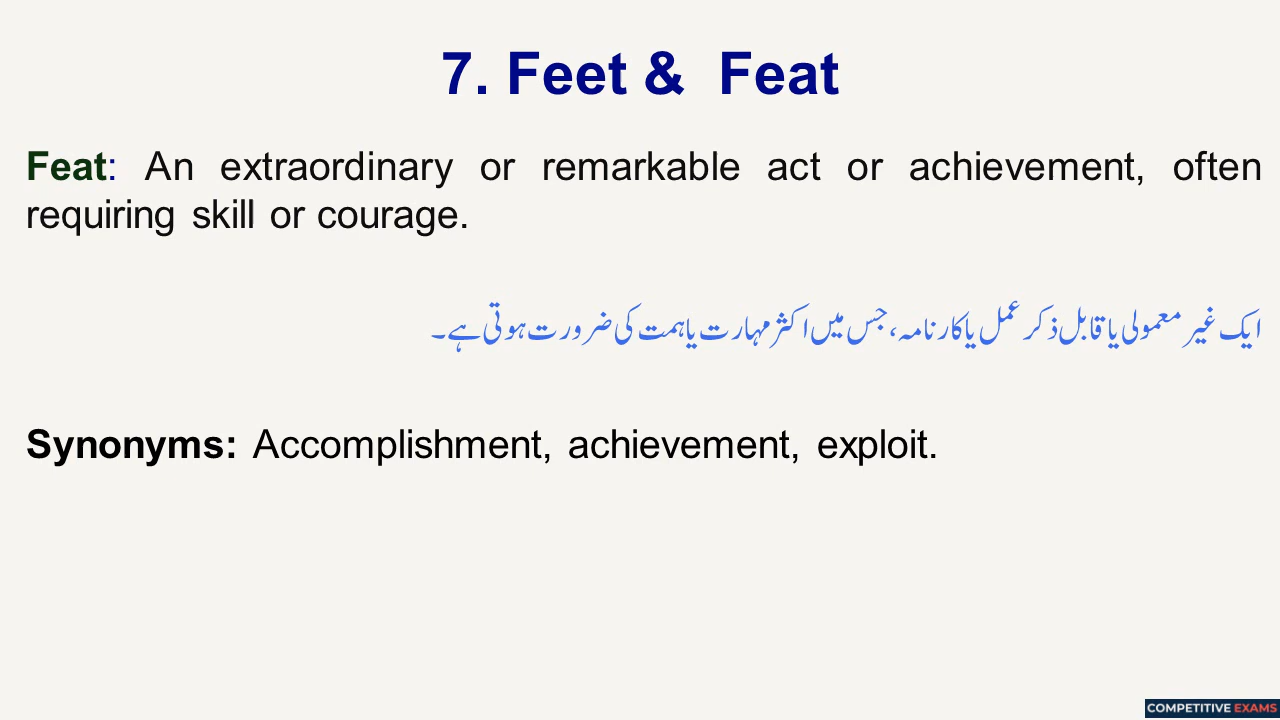 7. Feet & Feat
Feat: An extraordinary or remarkable act or achievement, often
requiring skill or courage.
ایک غیر معمولی یا قابل ذکر عمل یا کارنامہ، جس میں اکثر مہارت یا ہمت کی ضرورت ہوتی ہے۔
Synonyms: Accomplishment, achievement, exploit.
COMPETITIVE EXAMS